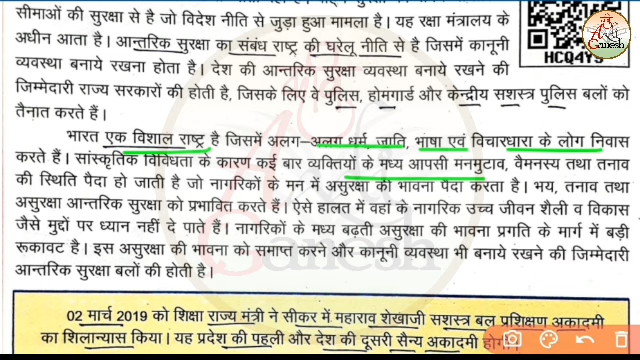 सीमाओं की सुरक्षा से है जो विदेश नीति से जुड़ा हुआ मामला है। यह रक्षा मंत्रालय के
अधीन आता है। आन्तरिक सुरक्षा का संबंध राष्ट्र की घरेलू नीति से है जिसमें कानूनी
व्यवस्था बनाये रखना होता है। देश की आन्तरिक सुरक्षा व्यवस्था बनाये रखने की
जिम्मेदारी राज्य सरकारों की होती है, जिसके लिए वे पुलिस, होमगार्ड और केन्द्रीय सशस्त्र पुलिस बलों को
तैनात करते हैं।
HCQ4Y5
भारत एक विशाल राष्ट्र है जिसमें अलग-अलग धर्म, जाति, भाषा एवं विचारधारा के लोग निवास
करते हैं। सांस्कृतिक विविधता के कारण कई बार व्यक्तियों के मध्य आपसी मनमुटाव, वैमनस्य तथा तनाव
की स्थिति पैदा हो जाती है जो नागरिकों के मन में असुरक्षा की भावना पैदा करता है। भय, तनाव तथा
असुरक्षा आन्तरिक सुरक्षा को प्रभावित करते हैं। ऐसे हालत में वहां के नागरिक उच्च जीवन शैली व विकास
जैसे मुद्दों पर ध्यान नहीं दे पाते हैं। नागरिकों के मध्य बढ़ती असुरक्षा की भावना प्रगति के मार्ग में बड़ी
रूकावट है। इस असुरक्षा की भावना को समाप्त करने और कानूनी व्यवस्था भी बनाये रखने की जिम्मेदारी
आन्तरिक सुरक्षा बलों की होती है।
02 मार्च 2019 को शिक्षा राज्य मंत्री ने सीकर में महाराव शेखाजी सशस्त्र बल प्रशिक्षण अकादमी
का शिलान्यास किया। यह प्रदेश की पहली और देश की दूसरी सैन्य अकादमी होगी।
Ganesh